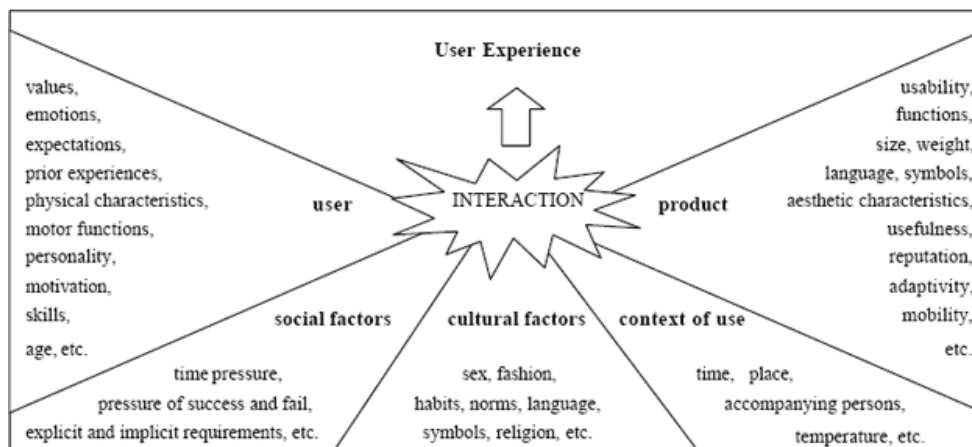 User Experience
values,
emotions,
expectations,
prior experiences,
physical characteristics,
motor functions,
personality,
motivation,
skills,
age, etc.
user
INTERACTION
product
usability,
functions,
size, weight,
language, symbols,
aesthetic characteristics,
usefulness,
reputation,
adaptivity,
mobility,
etc.
social factors
time pressure,
pressure of success and fail,
explicit and implicit requirements, etc.
cultural factors
sex, fashion,
habits, norms, language,
symbols, religion, etc.
context of use
time, place,
accompanying persons,
temperature, etc.